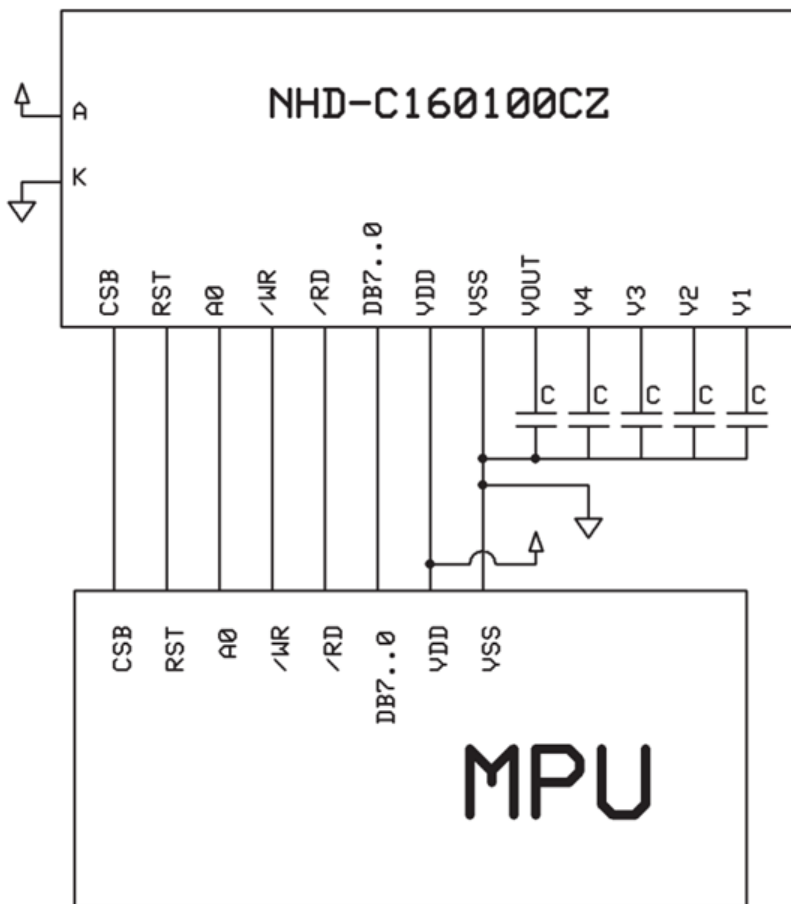 NHD-C160100CZ
A
K
CSB
RST
A0
/WR
/RD
DB7..0
VDD
VSS
VOUT
V4
V3
V2
V1
C
C
C
C
C
CSB
RST
A0
/WR
/RD
DB7..0
VDD
VSS
MPU